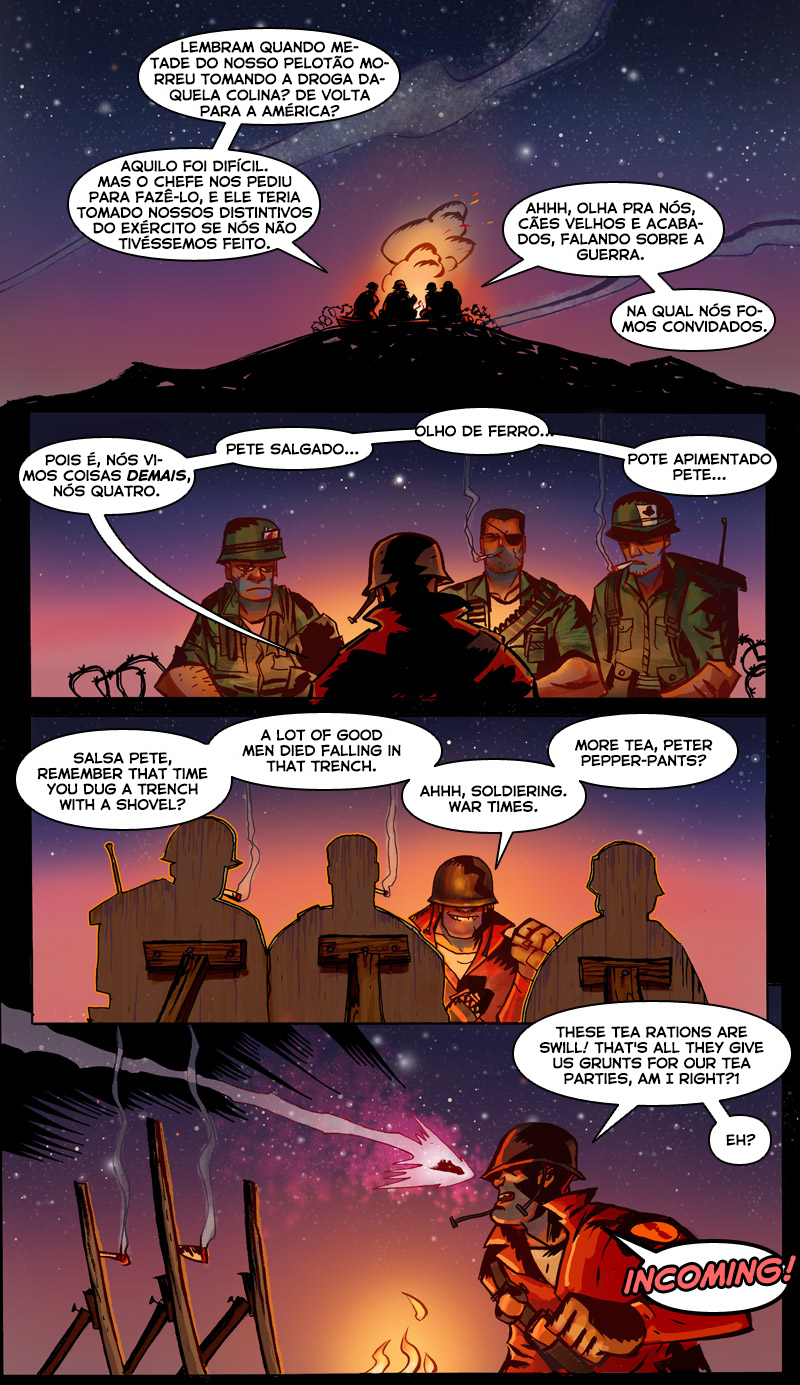 LEMBRAM QUANDO ME-
TADE DO NOSSO PELOTÃO MO-
RREU TOMANDO A DROGA DA-
QUELA COLINA? DE VOLTA
PARA A AMÉRICA?
AQUILO FOI DIFÍCIL.
MAS O CHEFE NOS PEDIU
PARA FAZÊ-LO, E ELE TERIA
TOMADO NOSSOS DISTINTIVOS
DO EXÉRCITO SE NÓS NÃO
TIVÉSSEMOS FEITO.
AHHH, OLHA PRA NÓS,
CÃES VELHOS E ACABA-
DOS, FALANDO SOBRE A
GUERRA.
NA QUAL NÓS FO-
MOS CONVIDADOS.
POIS É, NÓS VI-
MOS COISAS DEMAIS,
NÓS QUATRO.
PETE SALGADO...
OLHO DE FERRO...
POTE APIMENTADO
PETE...
SALSA PETE,
REMEMBER THAT TIME
YOU DUG A TRENCH
WITH A SHOVEL?
A LOT OF GOOD
MEN DIED FALLING IN
THAT TRENCH.
AHHH, SOLDIERING.
WAR TIMES.
MORE TEA, PETER
PEPPER-PANTS?
THESE TEA RATIONS ARE
SWILL! THAT'S ALL THEY GIVE
US GRUNTS FOR OUR TEA
PARTIES, AM I RIGHT?1
EH?
INCOMING!